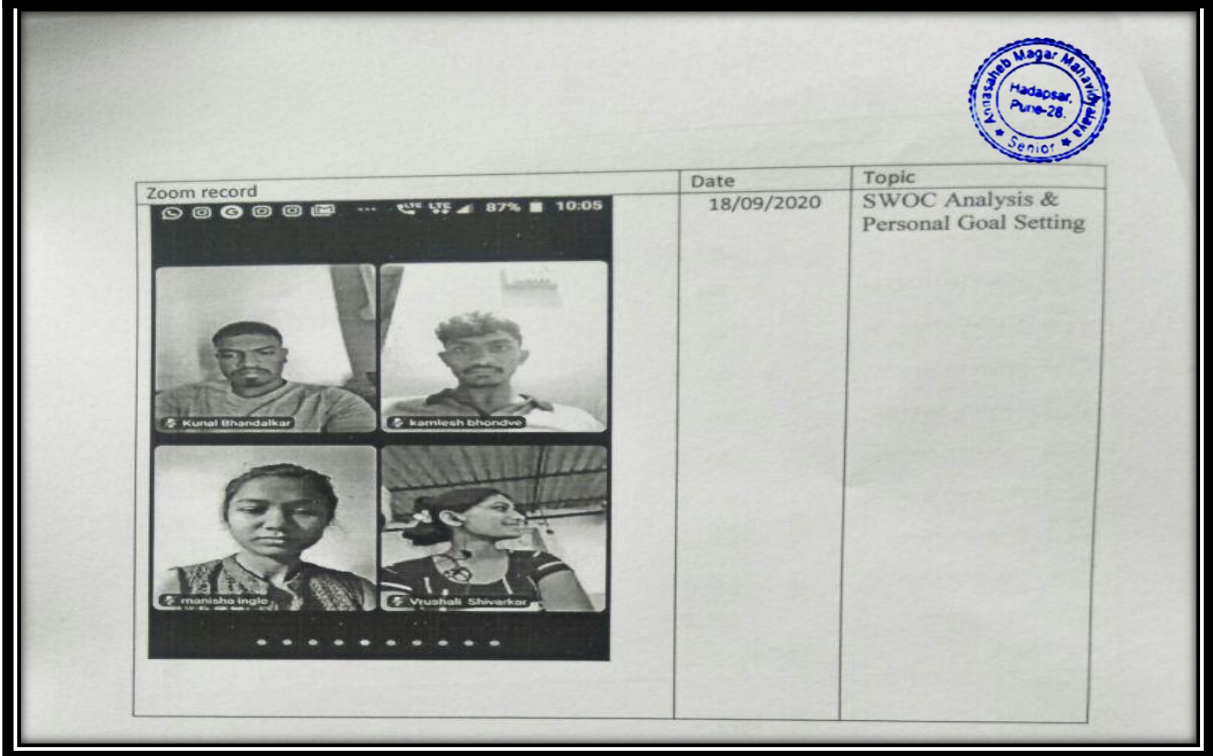 Annasaheb Magar Mahavidyalaya
Hadapsar,
Pune-28.
★ Senior ★
Zoom record
Date
Topic
87%
10:05
18/09/2020
SWOC Analysis &
Personal Goal Setting
Kunal Bhandalkar
kamlesh bhondve
manisha ingle
Vrushali Shivarkar